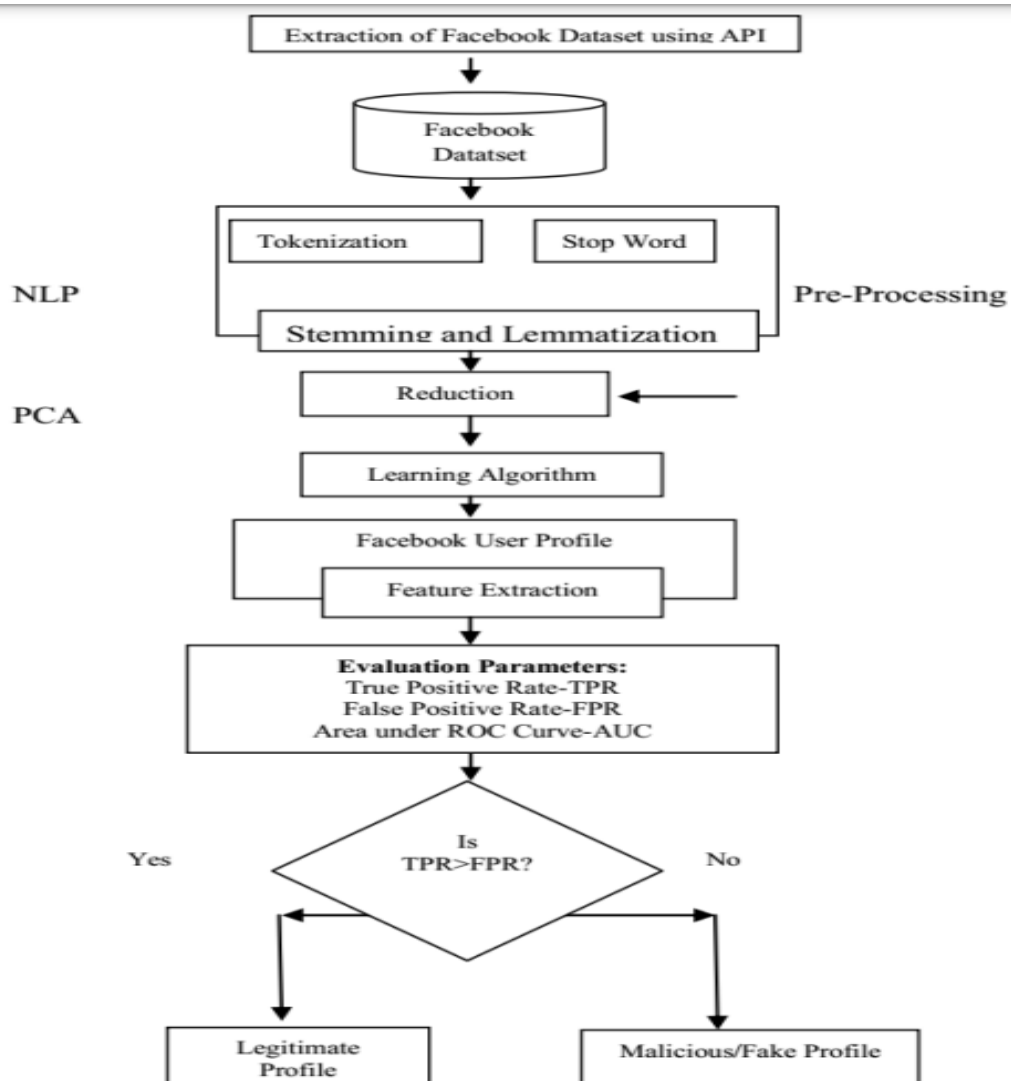 Extraction of Facebook Dataset using API
Facebook
Datatset
Tokenization
Stop Word
NLP
Pre-Processing
Stemming and Lemmatization
Reduction
PCA
Learning Algorithm
Facebook User Profile
Feature Extraction
Evaluation Parameters:
True Positive Rate-TPR
False Positive Rate-FPR
Area under ROC Curve-AUC
Is
TPR>FPR?
Yes
No
Legitimate
Profile
Malicious/Fake Profile